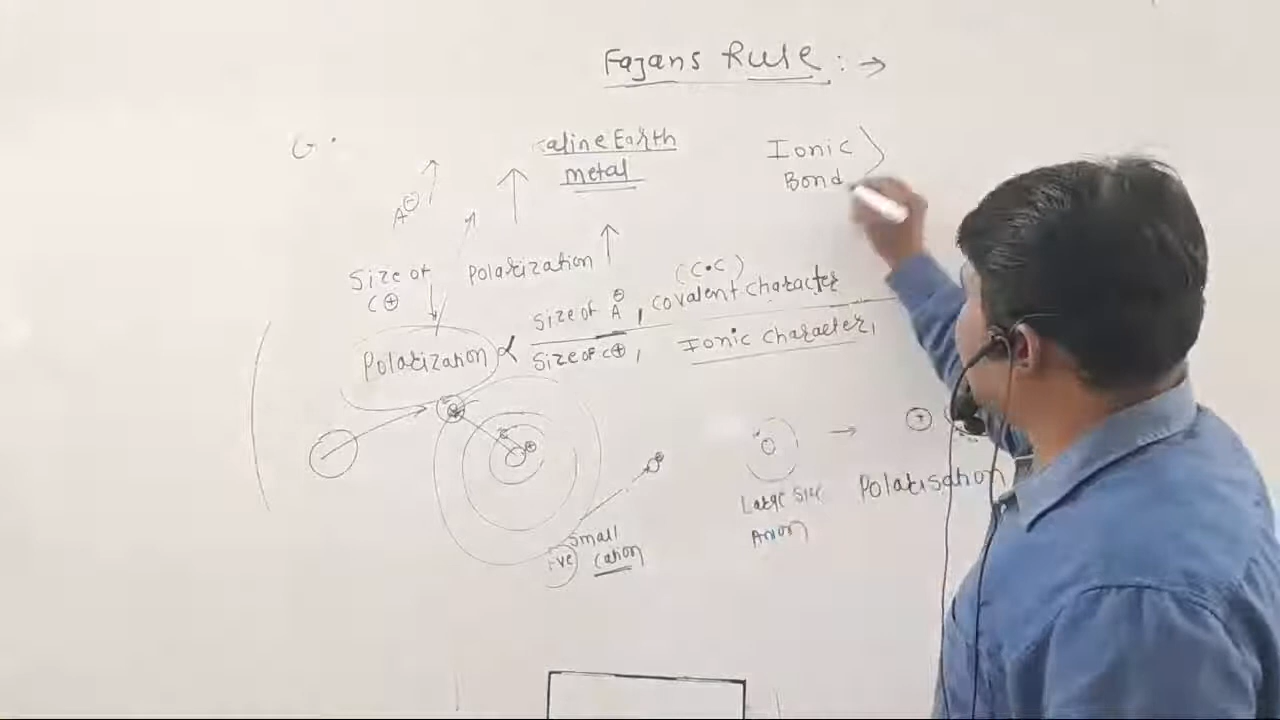 Fajans Rule : →
G.
aline Earth
metal
Ionic
Bond
A⊖
Size of
C⊕
Polarization ↑
(C.C)
Size of A⊖, covalent character
Polarization ∝
Size of C⊕, Ionic character,
Large Size
Anion
→ ⊕
Polarisation
Small
+ve cation